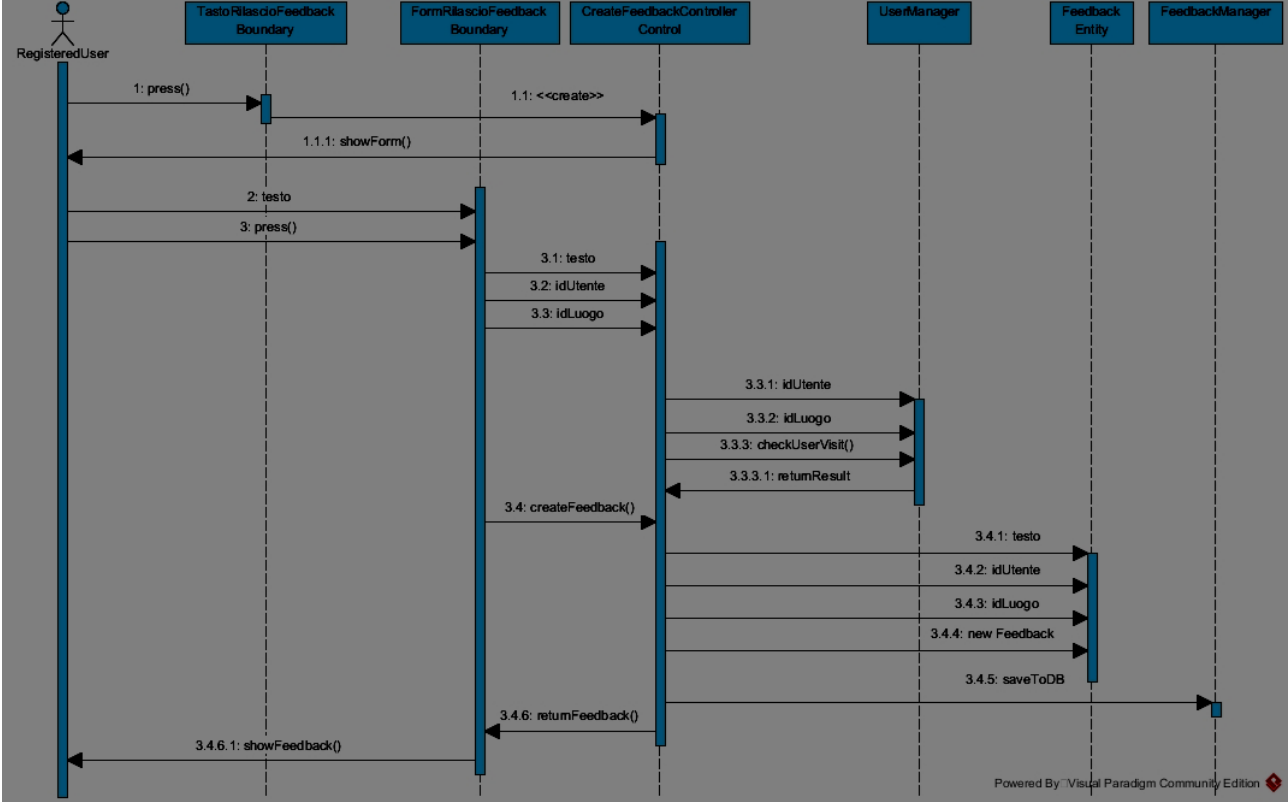 TastoRilascioFeedback
Boundary
FormRilascioFeedback
Boundary
CreateFeedbackController
Control
UserManager
Feedback
Entity
FeedbackManager
RegisteredUser
1: press()
1.1: <<create>>
1.1.1: showForm()
2: testo
3: press()
3.1: testo
3.2: idUtente
3.3: idLuogo
3.3.1: idUtente
3.3.2: idLuogo
3.3.3: checkUserVisit()
3.3.3.1: returnResult
3.4: createFeedback()
3.4.1: testo
3.4.2: idUtente
3.4.3: idLuogo
3.4.4: new Feedback
3.4.5: saveToDB
3.4.6: returnFeedback()
3.4.6.1: showFeedback()
Powered By Visual Paradigm Community Edition